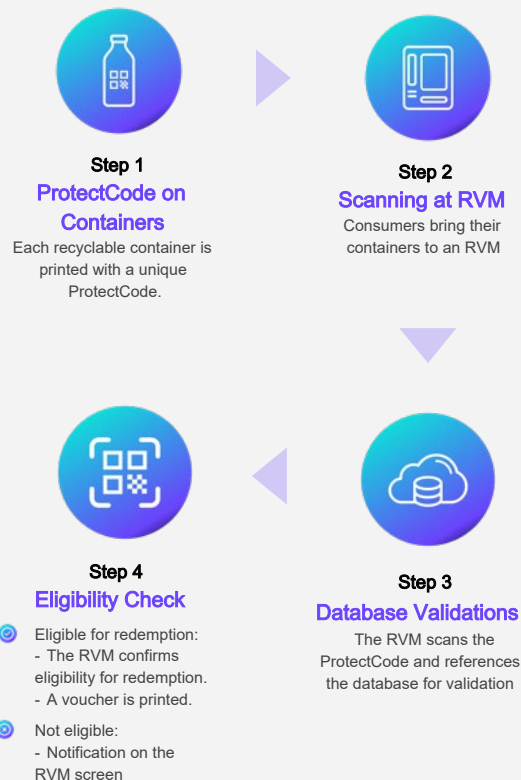 Step 1
ProtectCode on
Containers
Each recyclable container is
printed with a unique
ProtectCode.
Step 2
Scanning at RVM
Consumers bring their
containers to an RVM
Step 3
Database Validations
The RVM scans the
ProtectCode and references
the database for validation
Step 4
Eligibility Check
Eligible for redemption:
- The RVM confirms
eligibility for redemption.
- A voucher is printed.
Not eligible:
- Notification on the
RVM screen